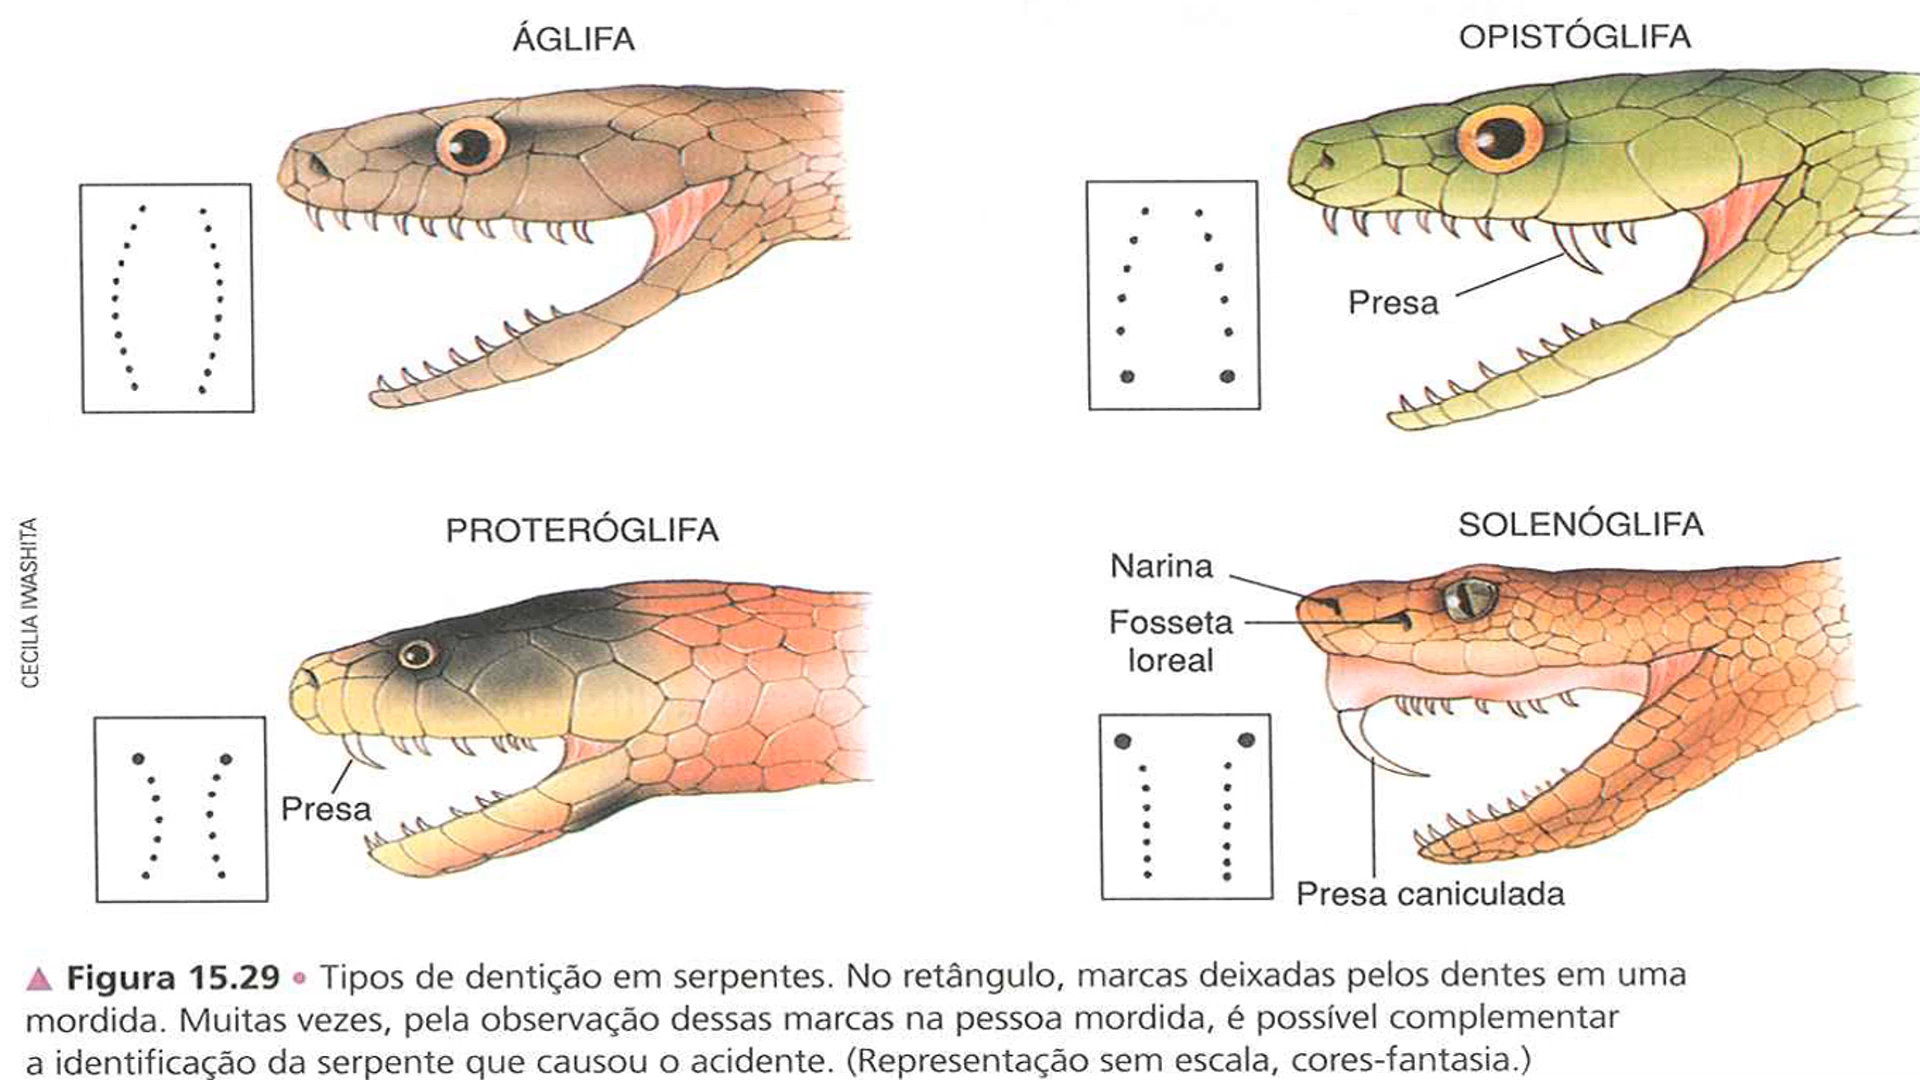 ÁGLIFA
OPISTÓGLIFA
Presa
PROTERÓGLIFA
Presa
SOLENÓGLIFA
Narina
Fosseta
loreal
Presa caniculada
CECILIA IWASHITA
Figura 15.29 • Tipos de dentição em serpentes. No retângulo, marcas deixadas pelos dentes em uma
mordida. Muitas vezes, pela observação dessas marcas na pessoa mordida, é possível complementar
a identificação da serpente que causou o acidente. (Representação sem escala, cores-fantasia.)